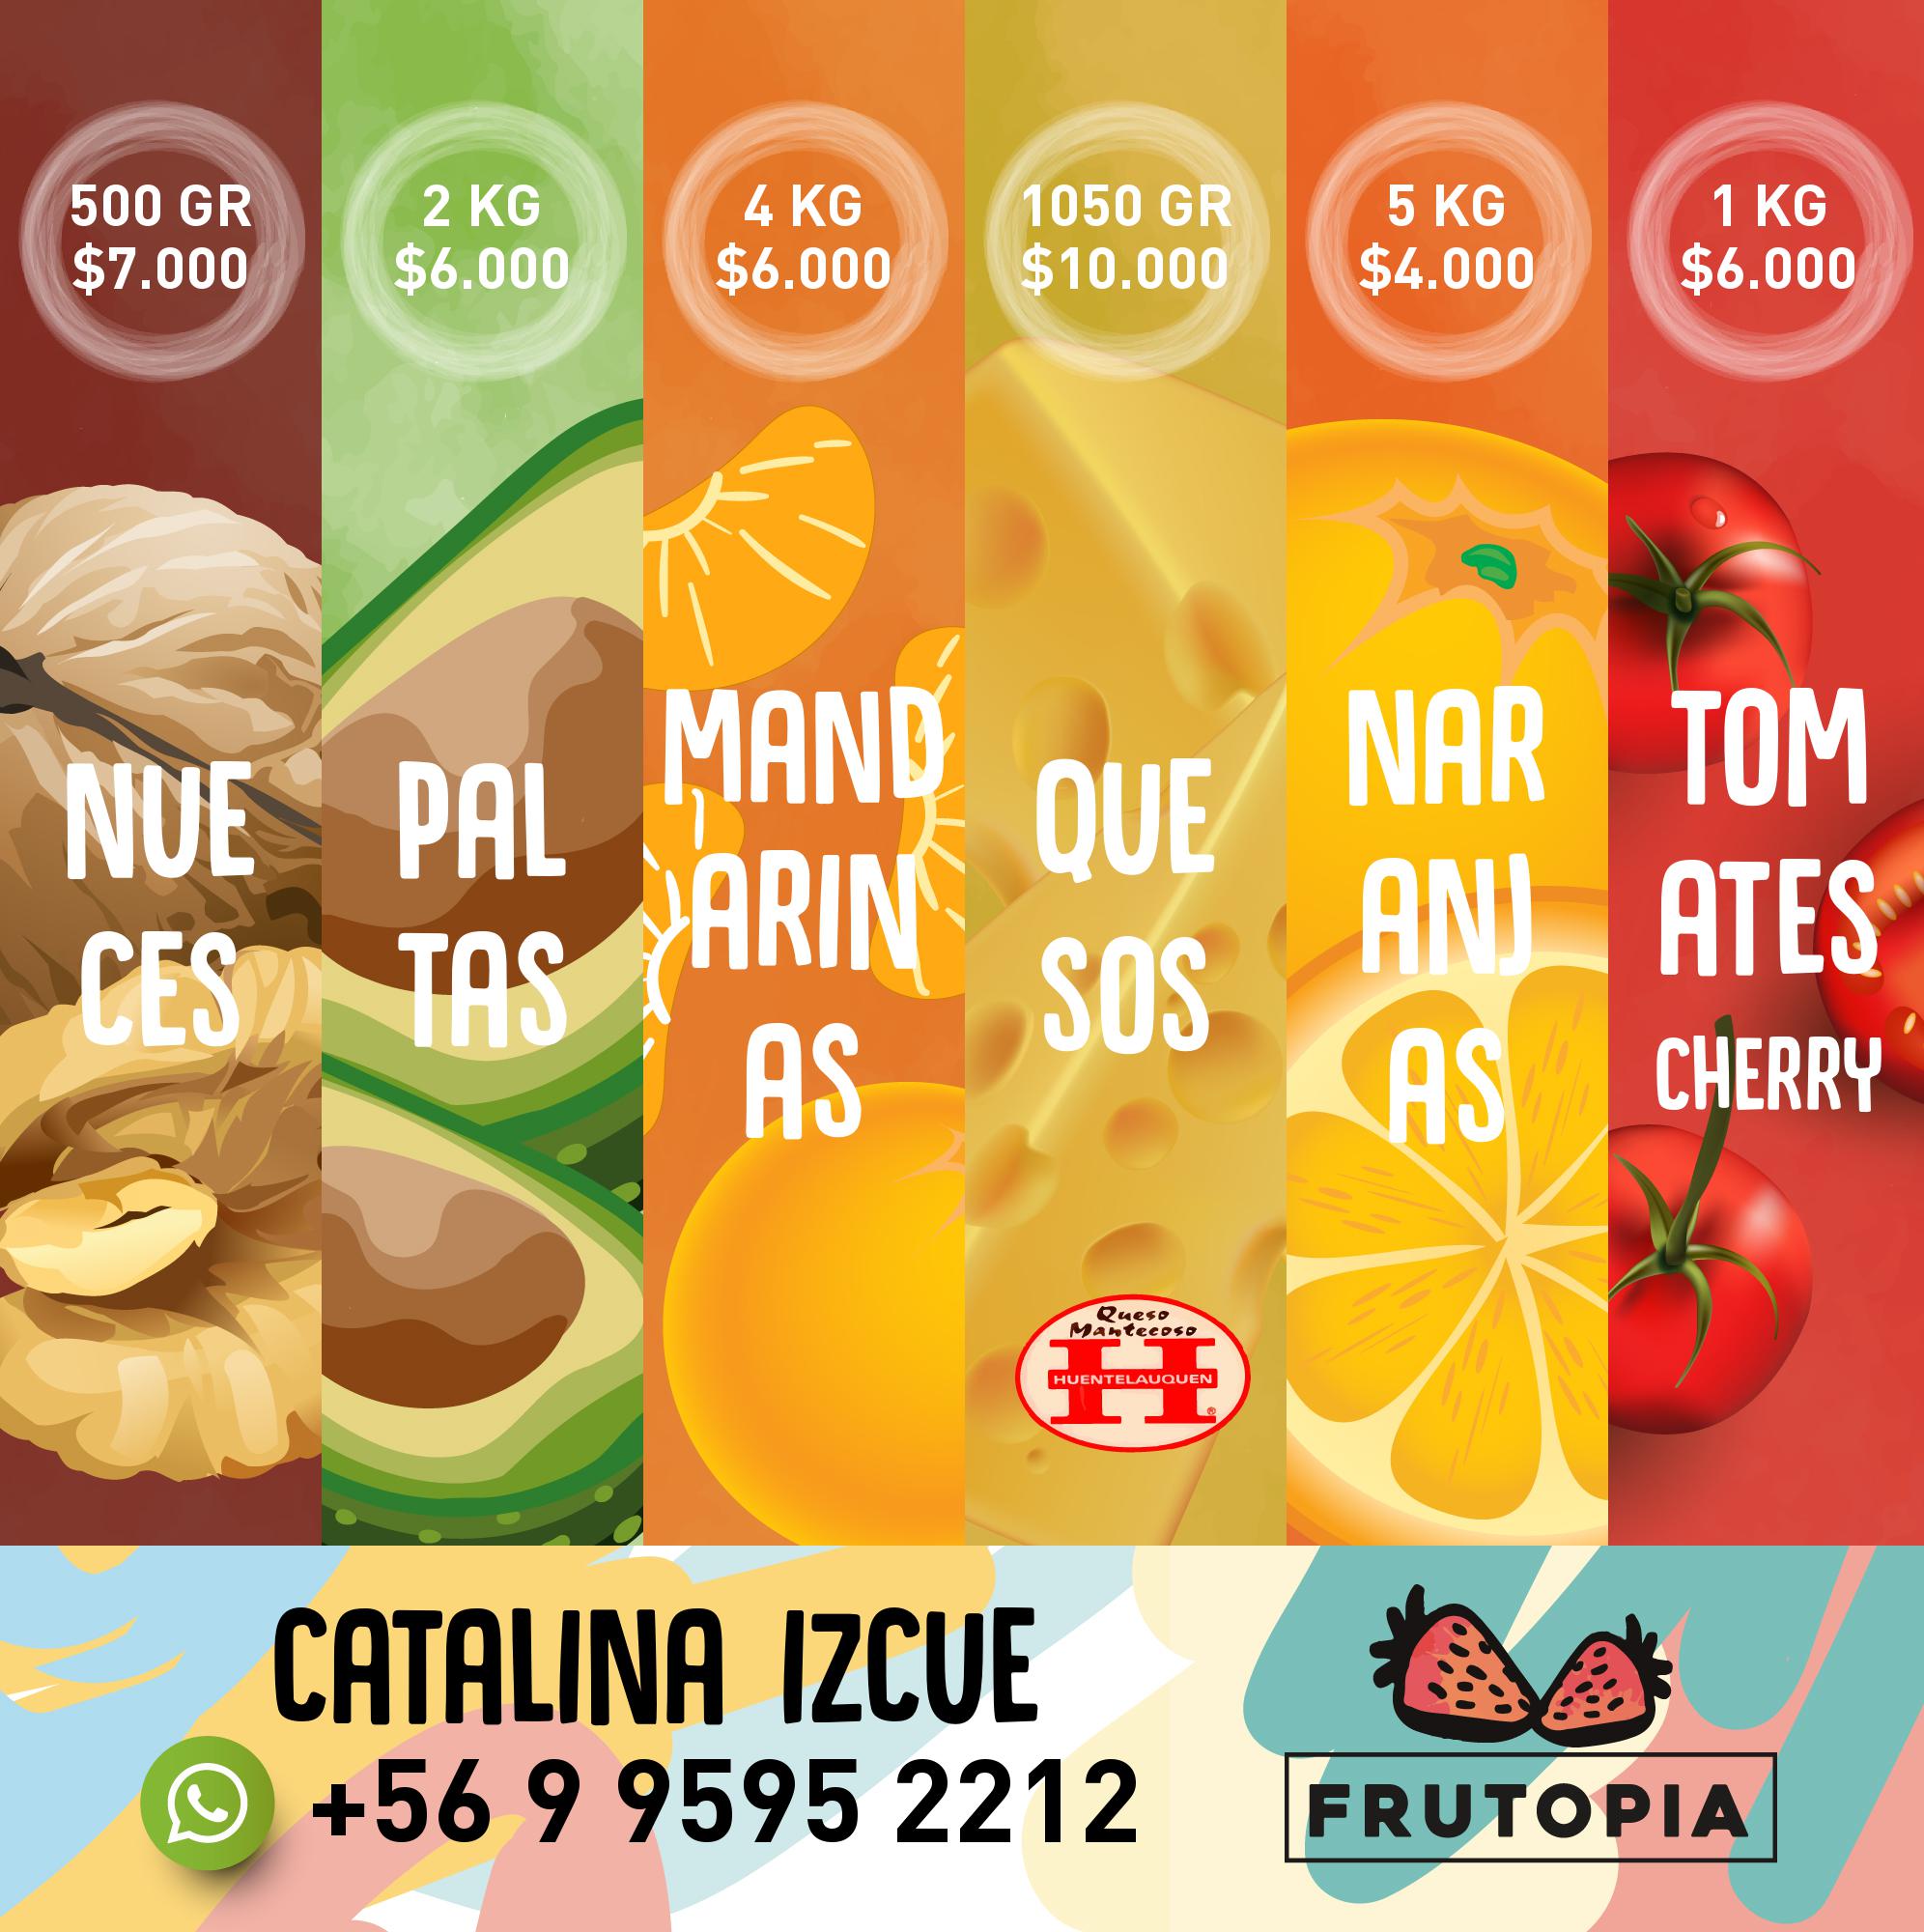 500 GR
$7.000
NUE
CES
2 KG
$6.000
PAL
TAS
4 KG
$6.000
MAND
ARIN
AS
1050 GR
$10.000
QUE
SOS
Queso
Mantecoso
H
HUENTELAUQUEN
®
5 KG
$4.000
NAR
ANJ
AS
1 KG
$6.000
TOM
ATES
CHERRY
CATALINA IZCUE
+56 9 9595 2212
FRUTOPIA